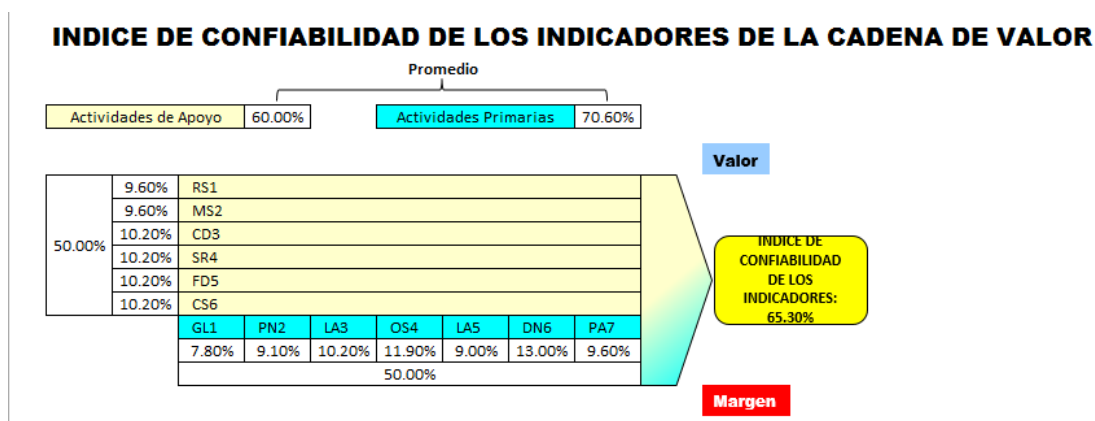 INDICE DE CONFIABILIDAD DE LOS INDICADORES DE LA CADENA DE VALOR
Promedio
Actividades de Apoyo 60.00% Actividades Primarias 70.60%
Valor
50.00%
9.60% RS1
9.60% MS2
10.20% CD3
10.20% SR4
10.20% FD5
10.20% CS6
INDICE DE
CONFIABILIDAD
DE LOS
INDICADORES:
65.30%
GL1 PN2 LA3 OS4 LA5 DN6 PA7
7.80% 9.10% 10.20% 11.90% 9.00% 13.00% 9.60%
50.00%
Margen